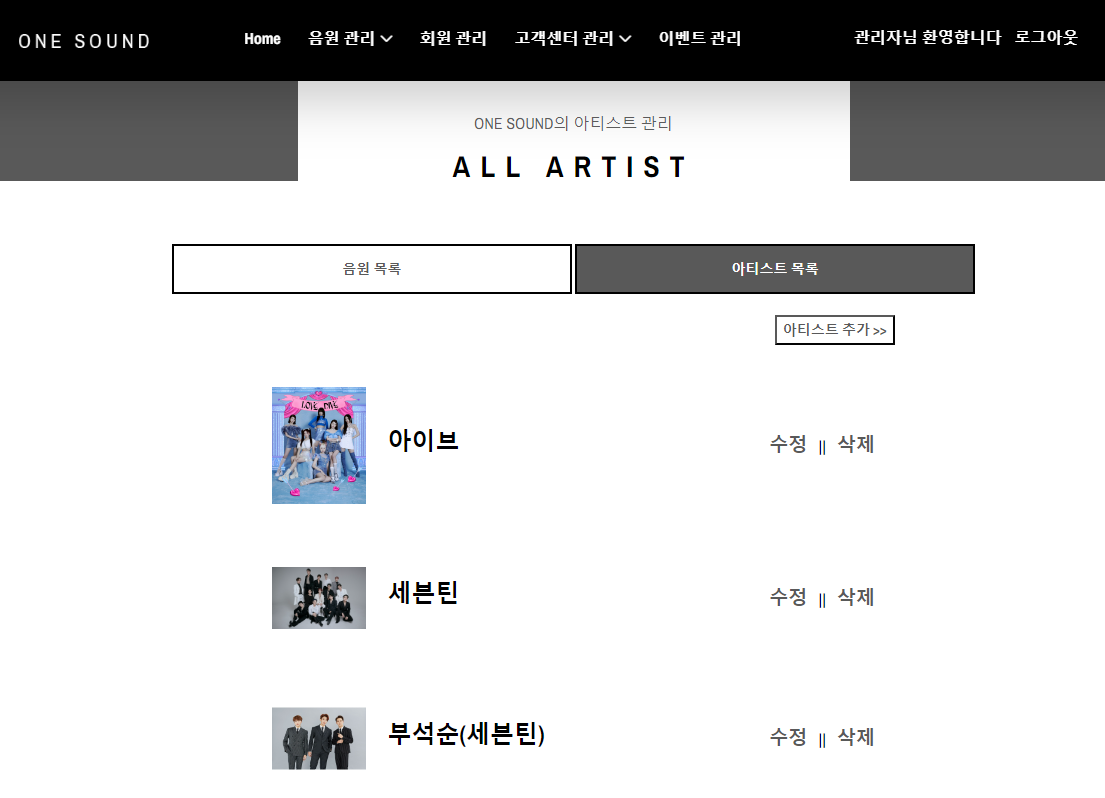 ONE SOUND
Home 음원 관리 회원 관리 고객센터 관리 이벤트 관리 관리자님 환영합니다 로그아웃
ONE SOUND의 아티스트 관리
ALL ARTIST
음원 목록 아티스트 목록
아티스트 추가 >>
LOVE DIVE
아이브 수정 || 삭제
세븐틴 수정 || 삭제
부석순(세븐틴) 수정 || 삭제